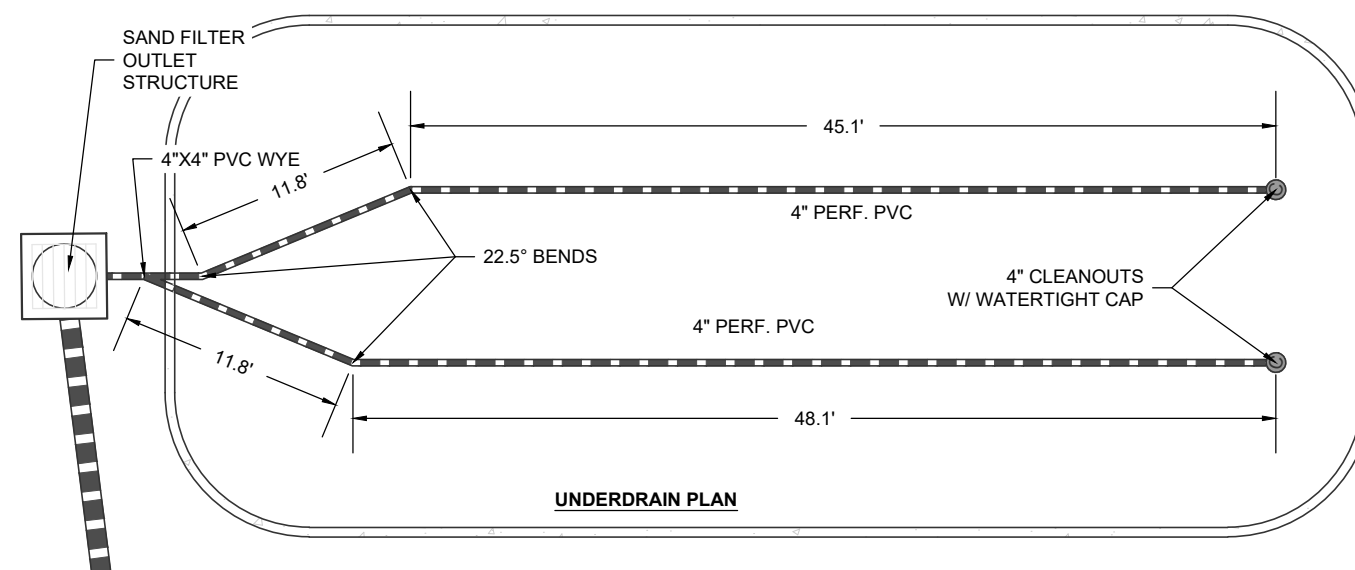 SAND FILTER
OUTLET
STRUCTURE
4"X4" PVC WYE
11.8'
45.1'
4" PERF. PVC
22.5° BENDS
4" CLEANOUTS
W/ WATERTIGHT CAP
4" PERF. PVC
11.8'
48.1'
UNDERDRAIN PLAN